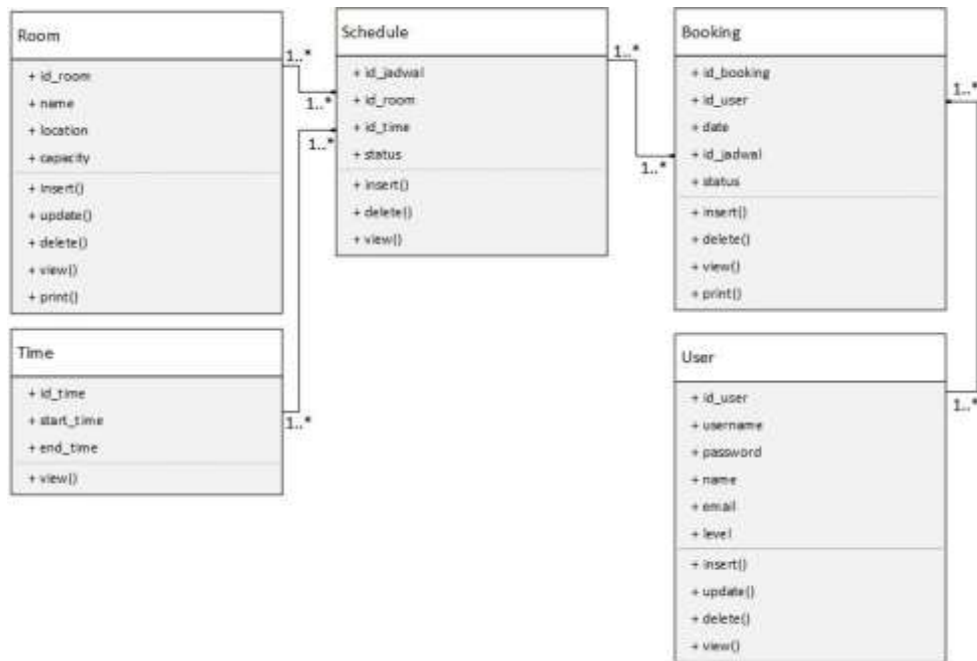 Room
+ id_room
+ name
+ location
+ capacity
+ insert()
+ update()
+ delete()
+ view()
+ print()
1..*
1..*
Schedule
+ id_jadwal
+ id_room
+ id_time
+ status
+ insert()
+ delete()
+ view()
1..*
1..*
1..*
Booking
+ id_booking
+ id_user
+ date
+ id_jadwal
+ status
+ insert()
+ delete()
+ view()
+ print()
1..*
Time
+ id_time
+ start_time
+ end_time
+ view()
1..*
User
+ id_user
+ username
+ password
+ name
+ email
+ level
+ insert()
+ update()
+ delete()
+ view()
1..*